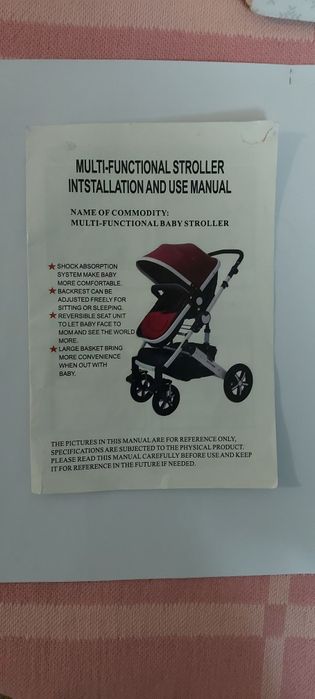 MULTI-FUNCTIONAL STROLLER
INTSTALLATION AND USE MANUAL
NAME OF COMMODITY:
MULTI-FUNCTIONAL BABY STROLLER
★ SHOCK ABSORPTION
SYSTEM MAKE BABY
MORE COMFORTABLE.
★ BACKREST CAN BE
ADJUSTED FREELY FOR
SITTING OR SLEEPING.
★ REVERSIBLE SEAT UNIT
TO LET BABY FACE TO
MOM AND SEE THE WORLD
MORE.
★ LARGE BASKET BRING
MORE CONVENIENCE
WHEN OUT WITH
BABY.
THE PICTURES IN THIS MANUAL ARE FOR REFERENCE ONLY,
SPECIFICATIONS ARE SUBJECTED TO THE PHYSICAL PRODUCT.
PLEASE READ THIS MANUAL CAREFULLY BEFORE USE AND KEEP
IT FOR REFERENCE IN THE FUTURE IF NEEDED.